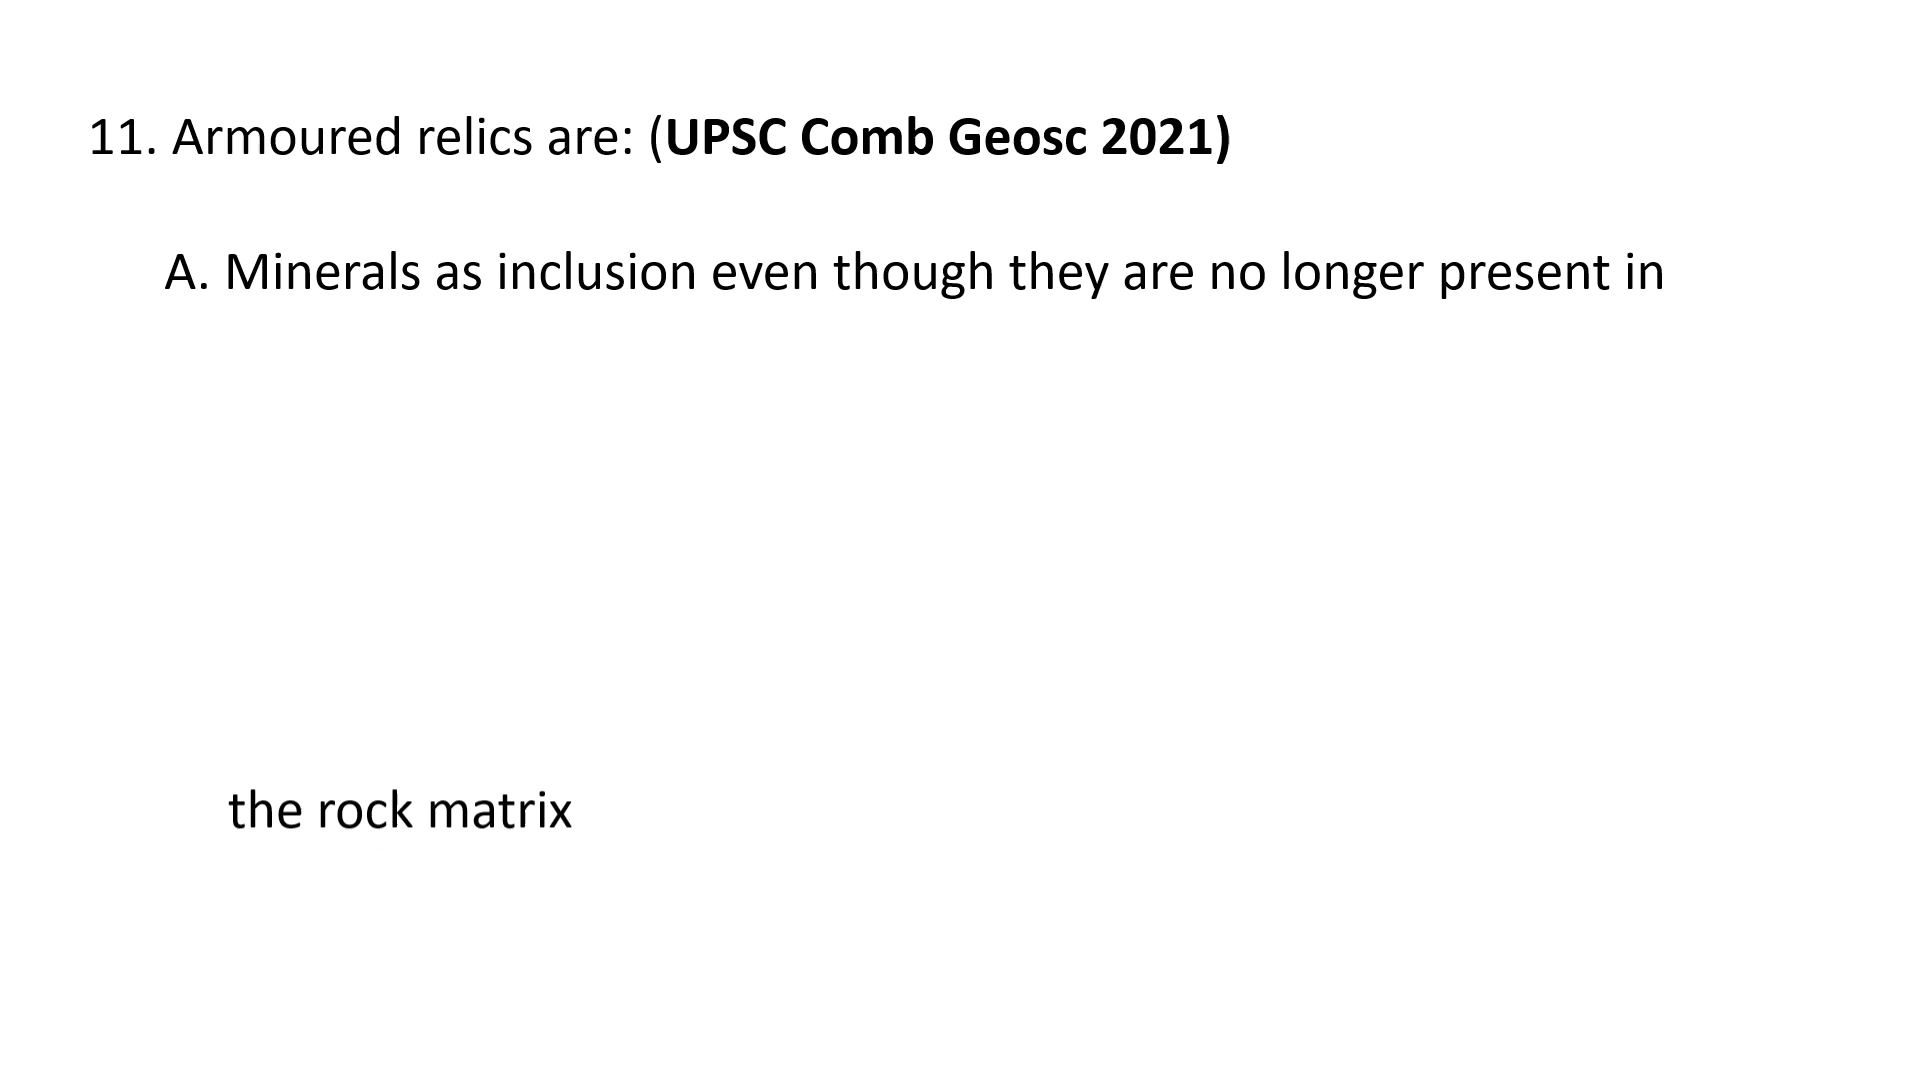 11. Armoured relics are: (UPSC Comb Geosc 2021)
A. Minerals as inclusion even though they are no longer present in
the rock matrix